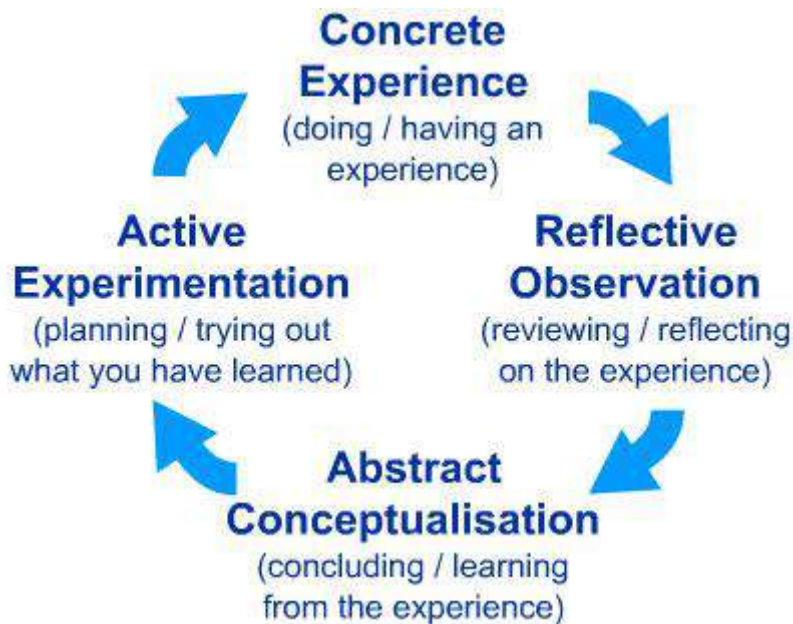 Concrete
Experience
(doing / having an
experience)
Active
Experimentation
(planning / trying out
what you have learned)
Reflective
Observation
(reviewing / reflecting
on the experience)
Abstract
Conceptualisation
(concluding / learning
from the experience)